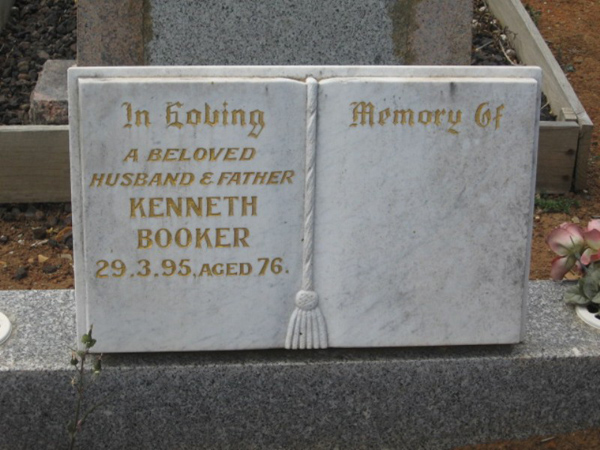 In Loving Memory Of
A BELOVED
HUSBAND & FATHER
KENNETH
BOOKER
29.3.95. AGED 76.